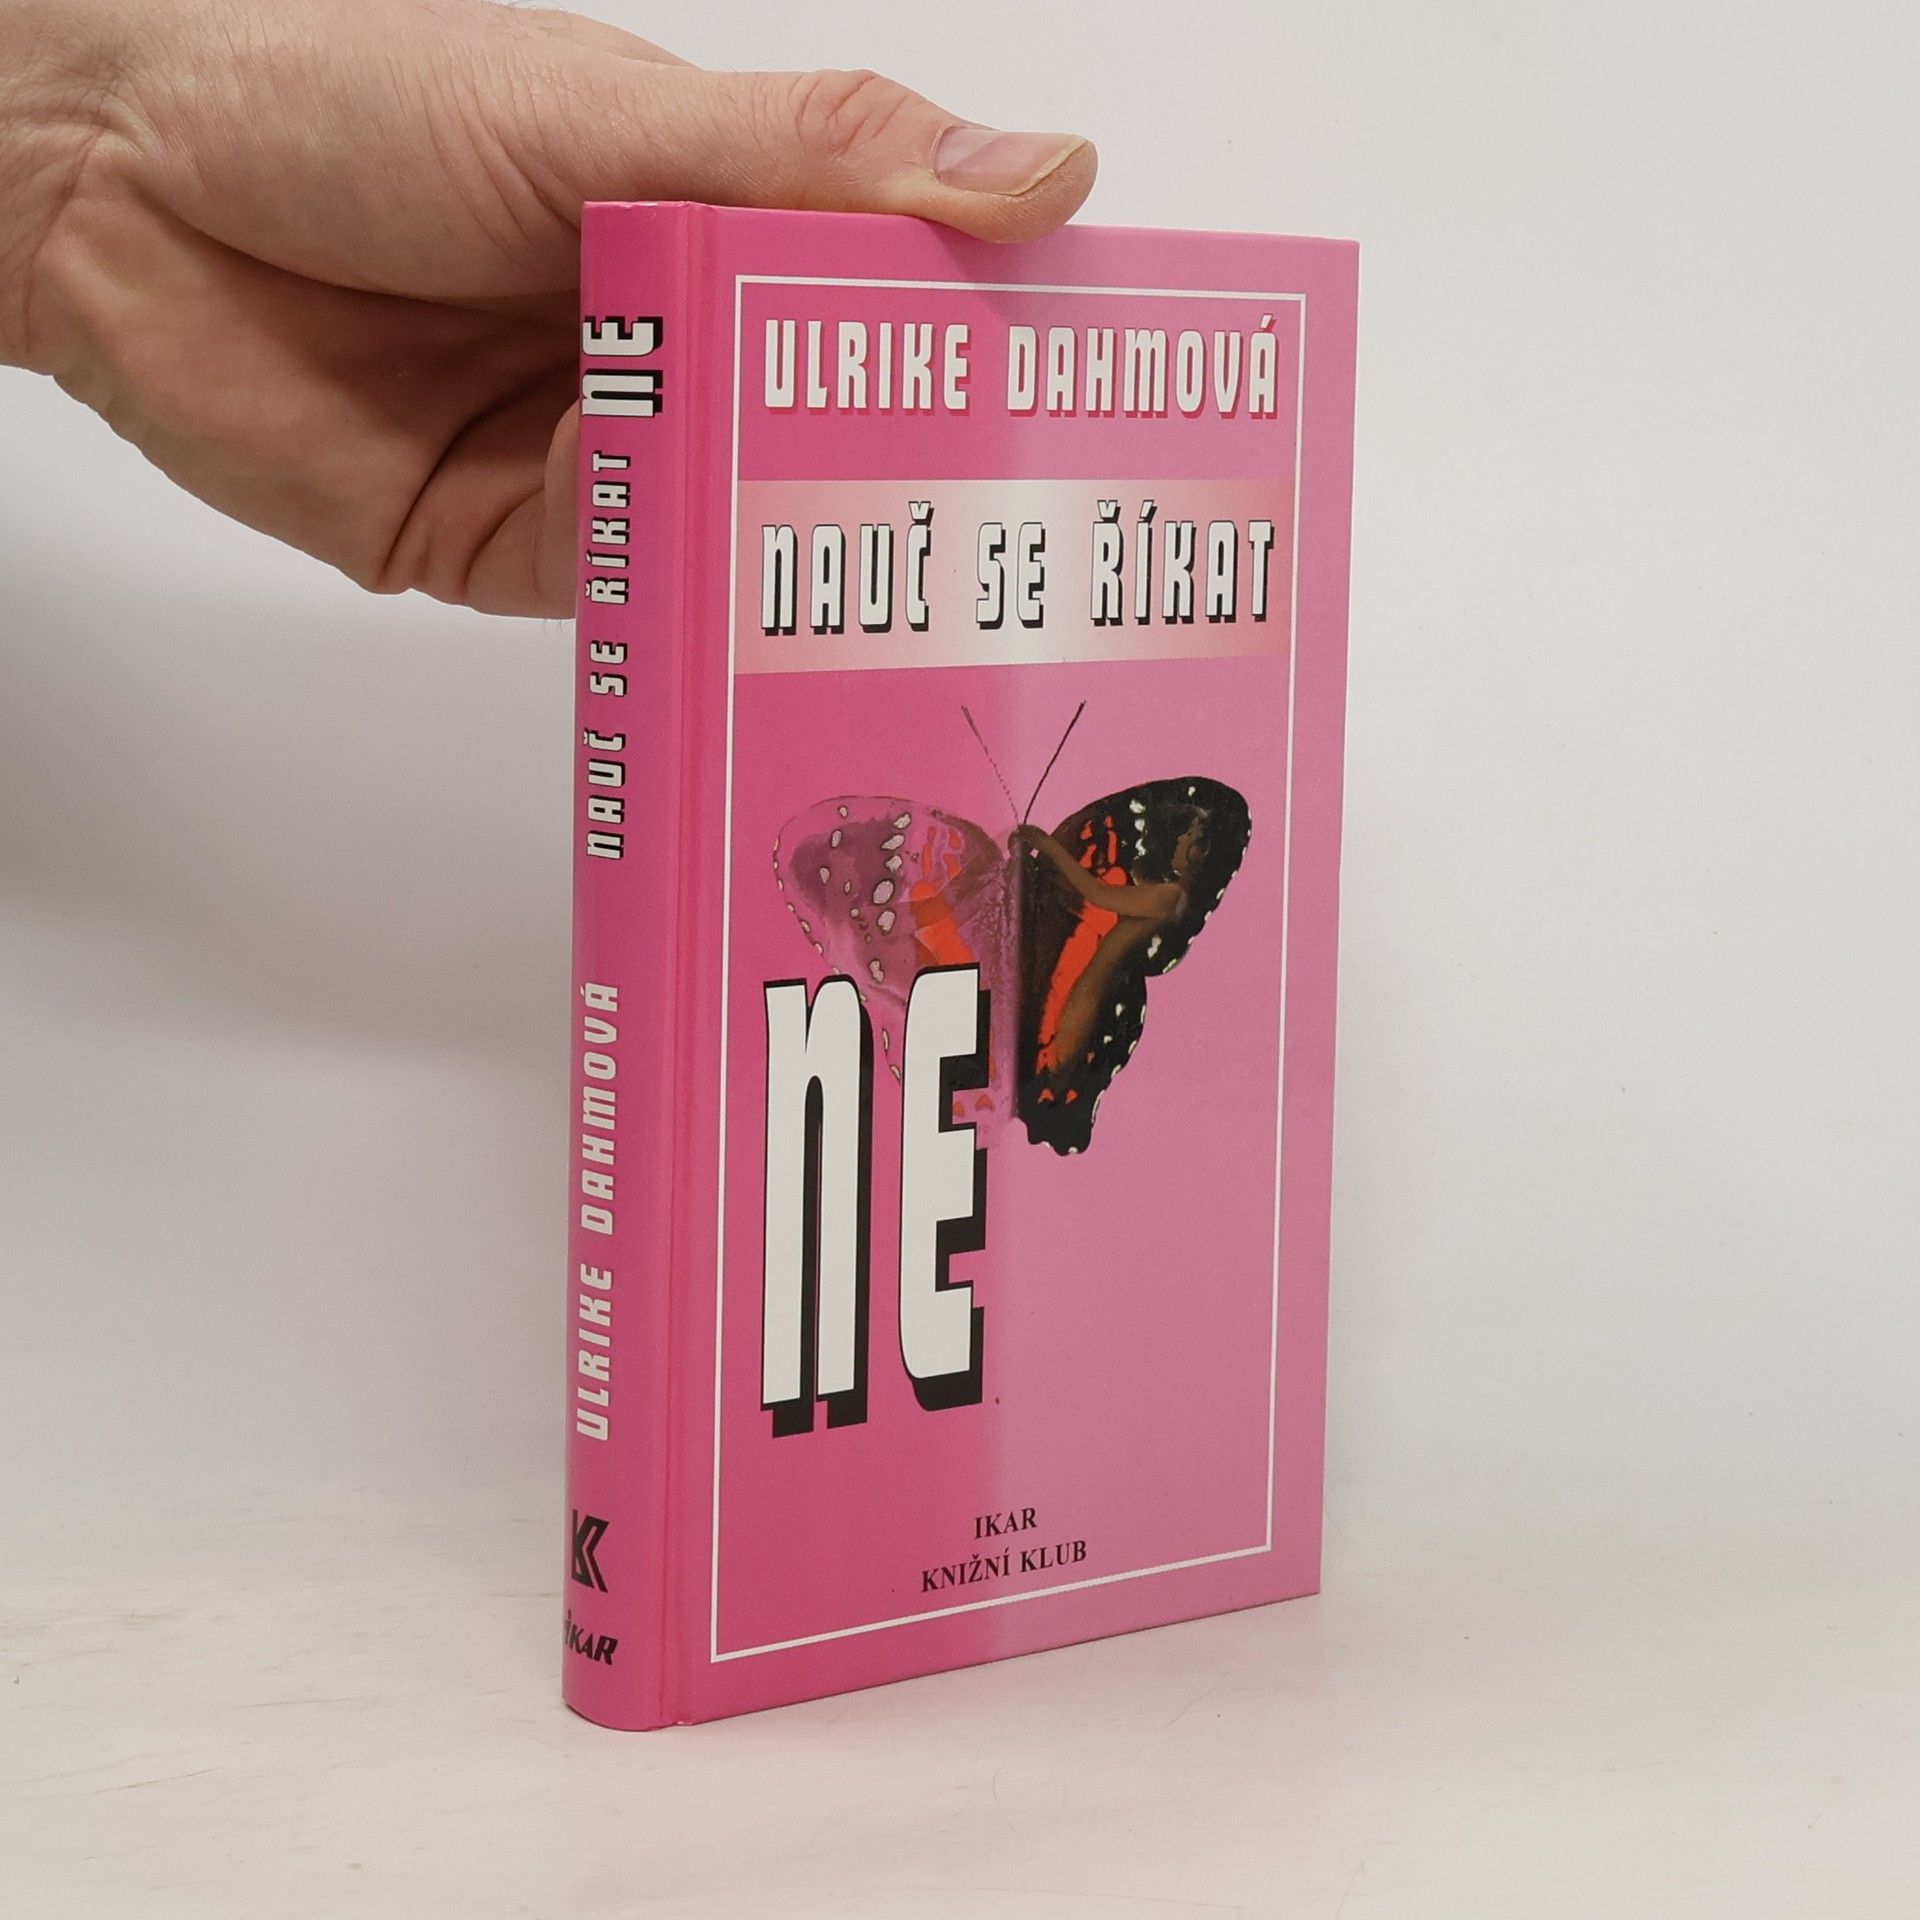 ULRIKE DAHMOVÁ
NAUČ SE ŘÍKAT
NE
IKAR
KNIŽNÍ KLUB
ULRIKE DAHMOVÁ NAUČ SE ŘÍKAT NE
IKAR